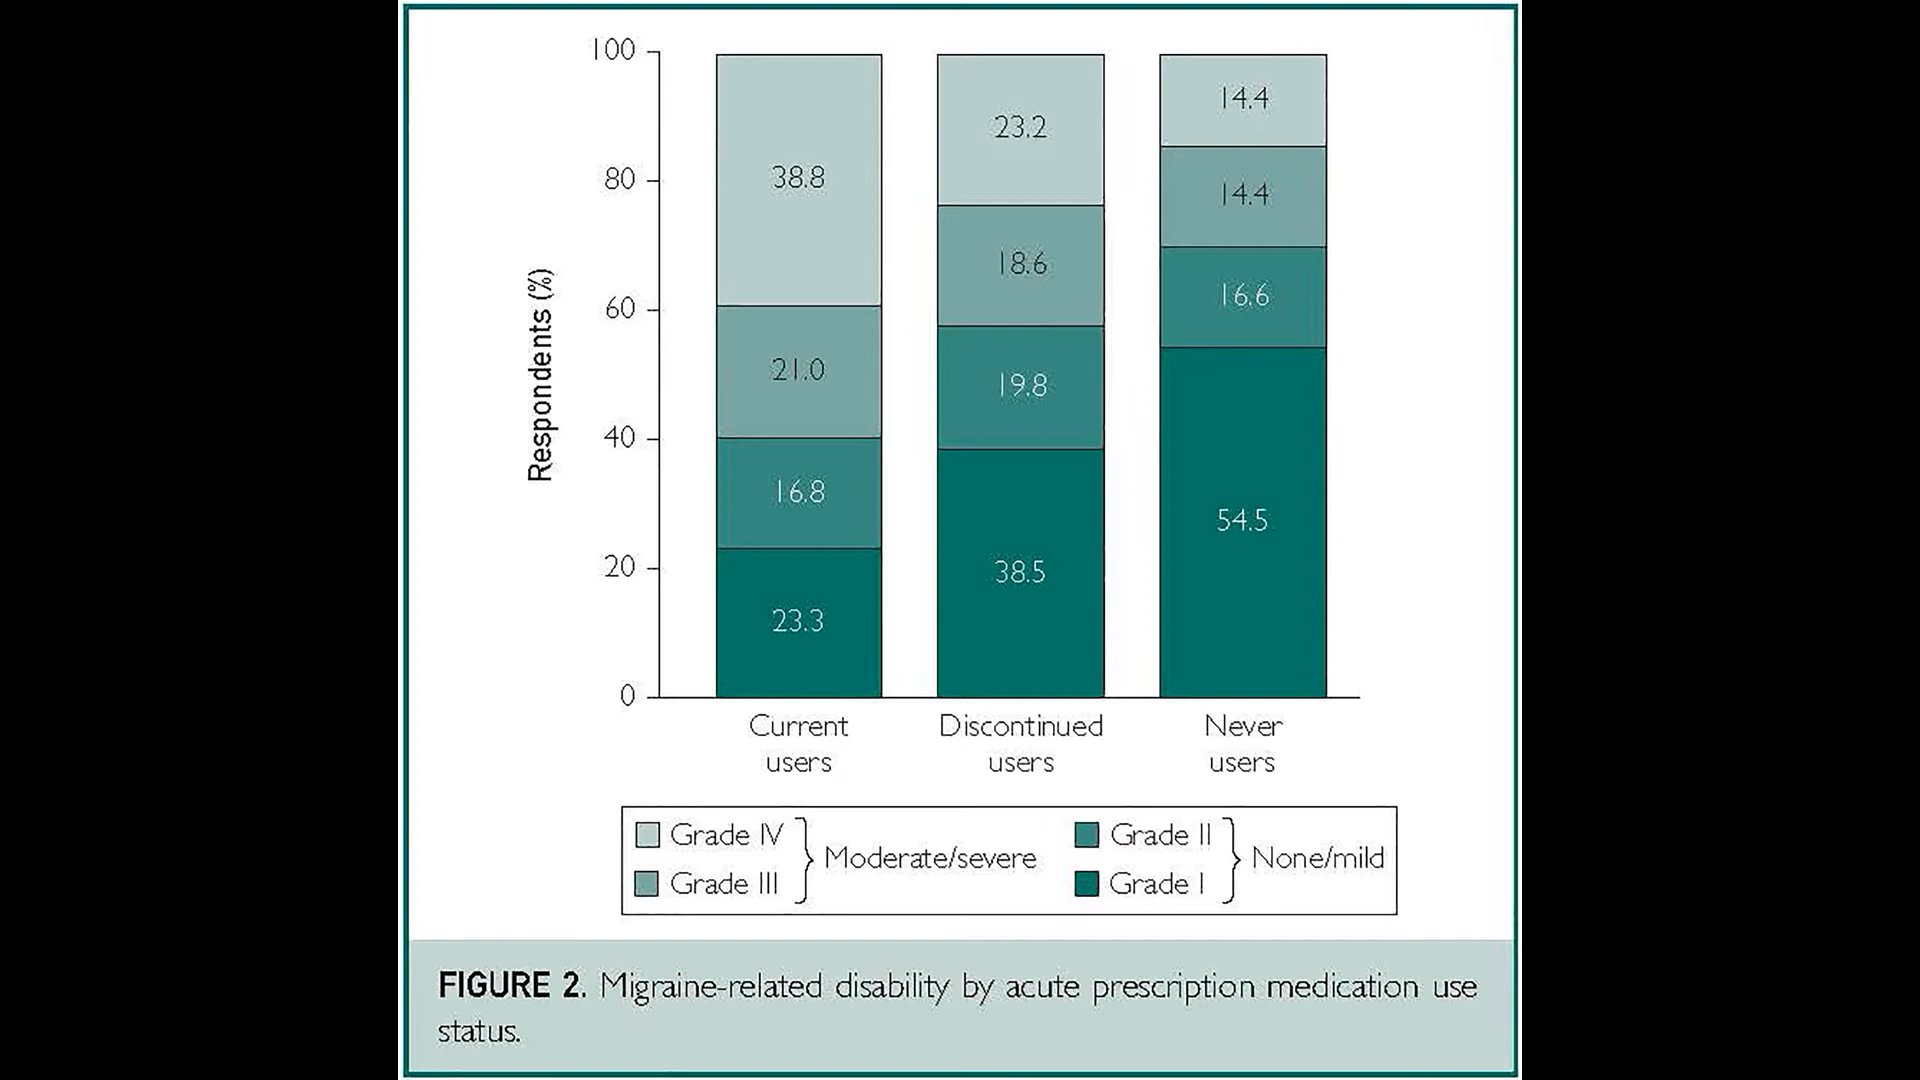 100
80
60
40
20
0
Respondents (%)
38.8
21.0
16.8
23.3
23.2
18.6
19.8
38.5
14.4
14.4
16.6
54.5
Current
users
Discontinued
users
Never
users
Grade IV
Grade III
Moderate/severe
Grade II
Grade I
None/mild
FIGURE 2. Migraine-related disability by acute prescription medication use
status.